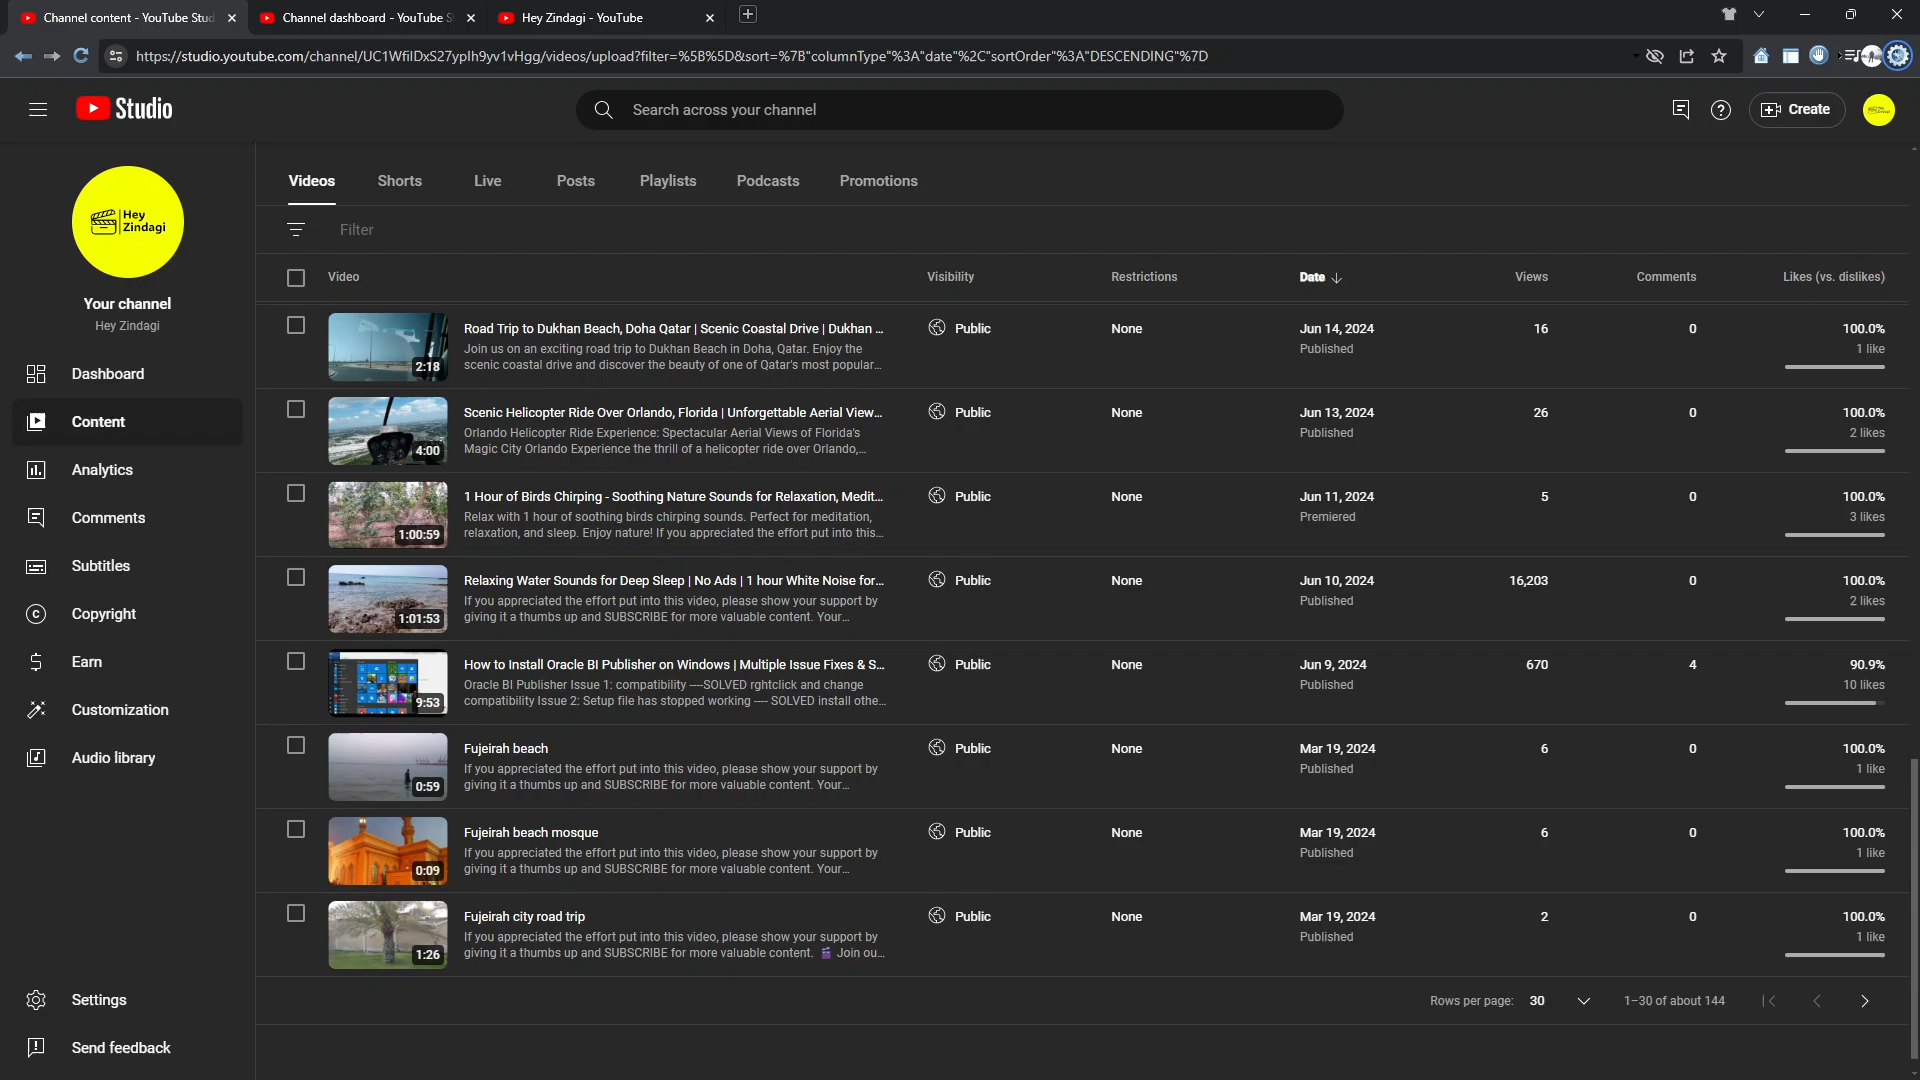 Channel content - YouTube Stud
Channel dashboard - YouTube S
Hey Zindagi - YouTube
https://studio.youtube.com/channel/UC1WfilDxS27yplh9yv1vHgg/videos/upload?filter=%5B%5D&sort=%7B"columnType"%3A"date"%2C"sortOrder"%3A"DESCENDING"%7D
Studio
Search across your channel
Create
Hey Zindagi
Your channel
Hey Zindagi
Dashboard
Content
Analytics
Comments
Subtitles
Copyright
Earn
Customization
Audio library
Settings
Send feedback
Videos Shorts Live Posts Playlists Podcasts Promotions
Filter
Video Visibility Restrictions Date Views Comments Likes (vs. dislikes)
Road Trip to Dukhan Beach, Doha Qatar | Scenic Coastal Drive | Dukhan ... Public None Jun 14, 2024 16 0 100.0%
Join us on an exciting road trip to Dukhan Beach in Doha, Qatar. Enjoy the Published 1 like
2:18 scenic coastal drive and discover the beauty of one of Qatar's most popular...
Scenic Helicopter Ride Over Orlando, Florida | Unforgettable Aerial View... Public None Jun 13, 2024 26 0 100.0%
Orlando Helicopter Ride Experience: Spectacular Aerial Views of Florida's Published 2 likes
4:00 Magic City Orlando Experience the thrill of a helicopter ride over Orlando,...
1 Hour of Birds Chirping - Soothing Nature Sounds for Relaxation, Medit... Public None Jun 11, 2024 5 0 100.0%
Relax with 1 hour of soothing birds chirping sounds. Perfect for meditation, Premiered 3 likes
1:00:59 relaxation, and sleep. Enjoy nature! If you appreciated the effort put into this...
Relaxing Water Sounds for Deep Sleep | No Ads | 1 hour White Noise for... Public None Jun 10, 2024 16,203 0 100.0%
If you appreciated the effort put into this video, please show your support by Published 2 likes
1:01:53 giving it a thumbs up and SUBSCRIBE for more valuable content. Your...
How to Install Oracle BI Publisher on Windows | Multiple Issue Fixes & S... Public None Jun 9, 2024 670 4 90.9%
Oracle BI Publisher Issue 1: compatibility ----SOLVED rghtclick and change Published 10 likes
9:53 compatibility Issue 2: Setup file has stopped working ---- SOLVED install othe...
Fujeirah beach Public None Mar 19, 2024 6 0 100.0%
If you appreciated the effort put into this video, please show your support by Published 1 like
0:59 giving it a thumbs up and SUBSCRIBE for more valuable content. Your...
Fujeirah beach mosque Public None Mar 19, 2024 6 0 100.0%
If you appreciated the effort put into this video, please show your support by Published 1 like
0:09 giving it a thumbs up and SUBSCRIBE for more valuable content. Your...
Fujeirah city road trip Public None Mar 19, 2024 2 0 100.0%
If you appreciated the effort put into this video, please show your support by Published 1 like
1:26 giving it a thumbs up and SUBSCRIBE for more valuable content. 🎬 Join ou...
Rows per page: 30 1–30 of about 144